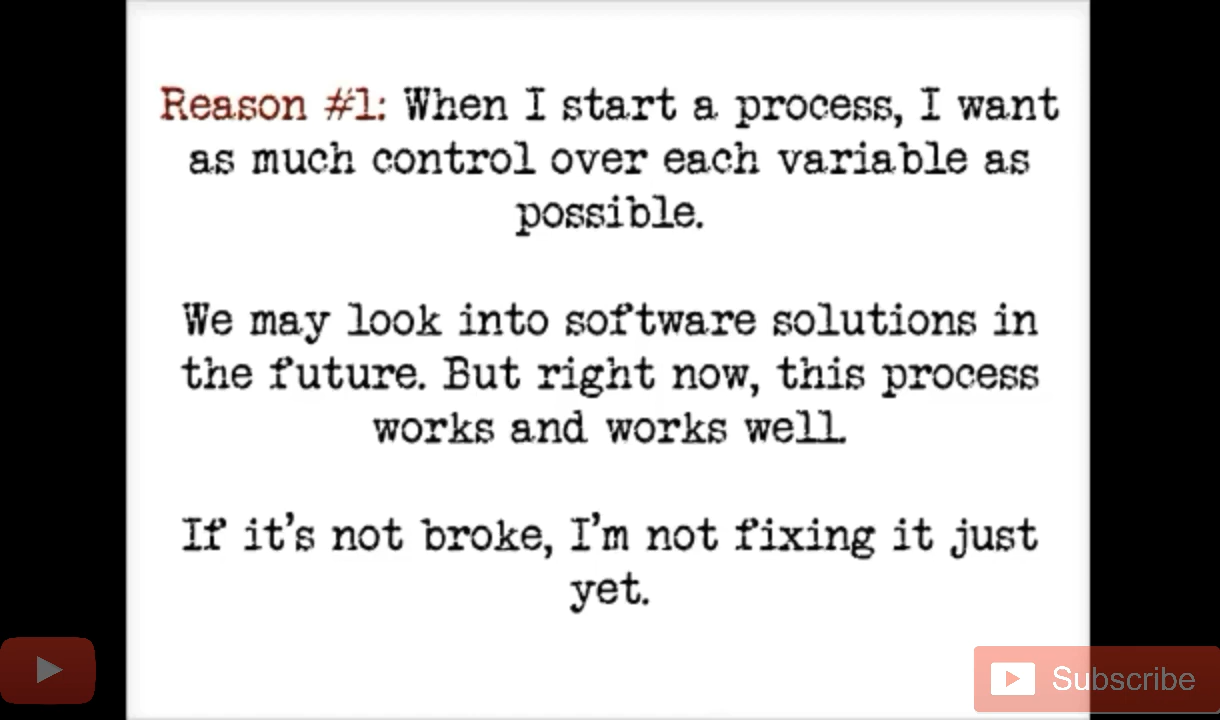 Reason #1: When I start a process, I want
as much control over each variable as
possible.
We may look into software solutions in
the future. But right now, this process
works and works well.
If it's not broke, I'm not fixing it just
yet.
Subscribe